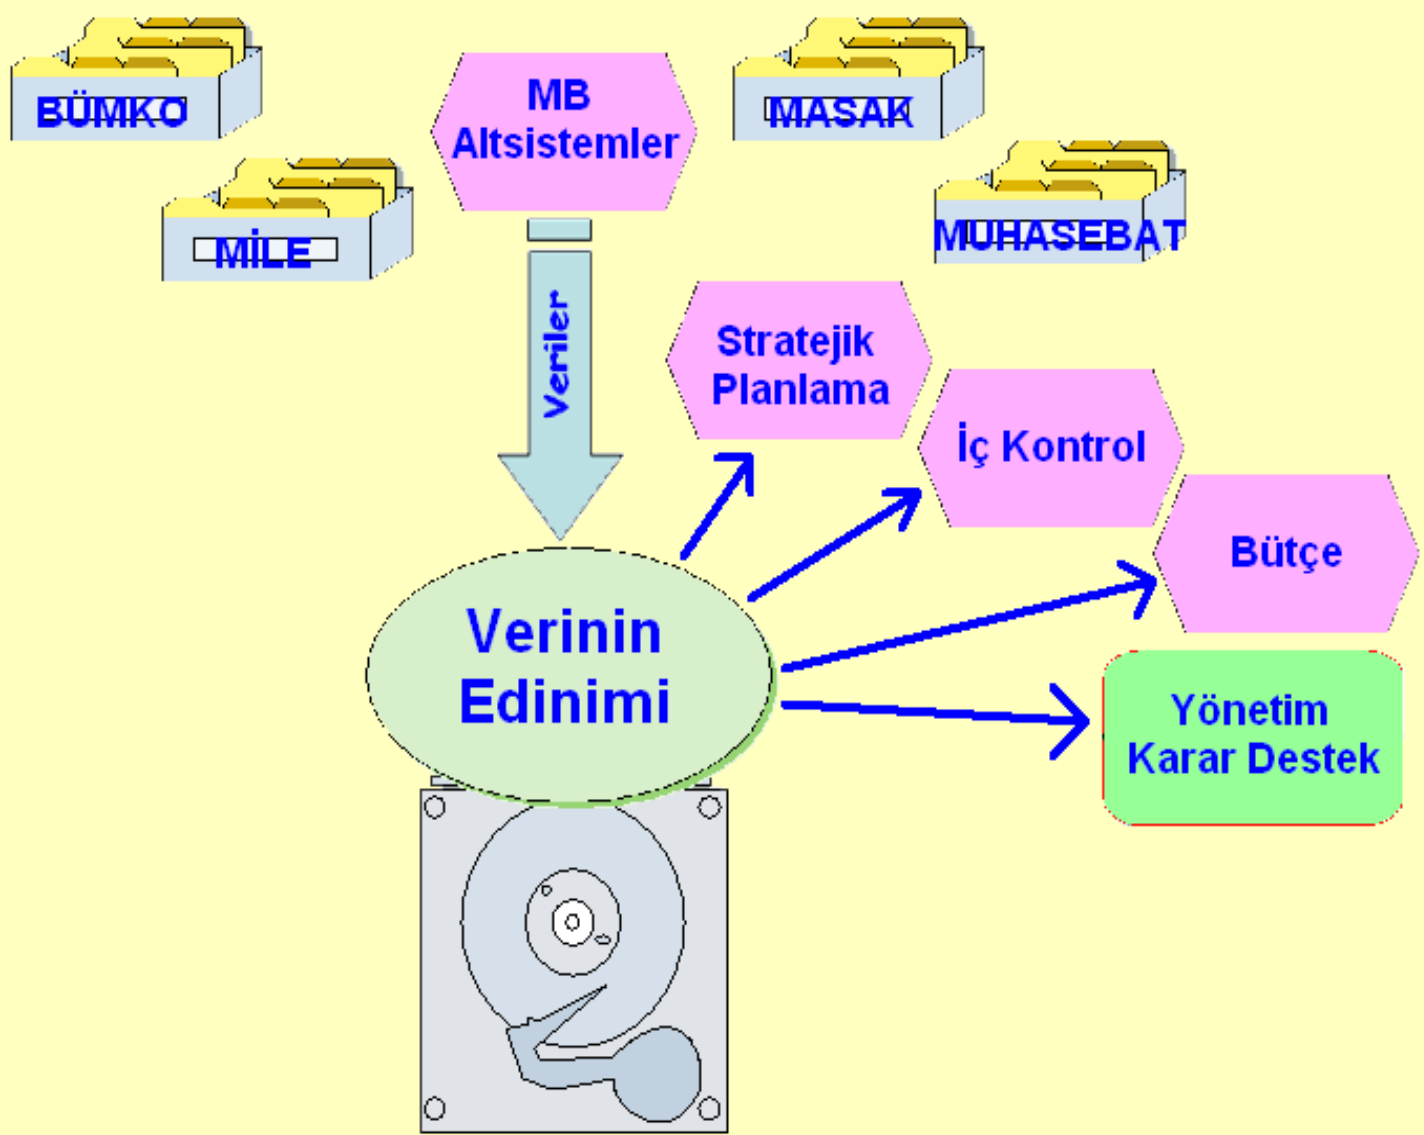 BÜMKO
MB
Altsistemler
MASAK
MİLE
MUHASEBAT
Veriler
Stratejik
Planlama
İç Kontrol
Bütçe
Verinin
Edinimi
Yönetim
Karar Destek